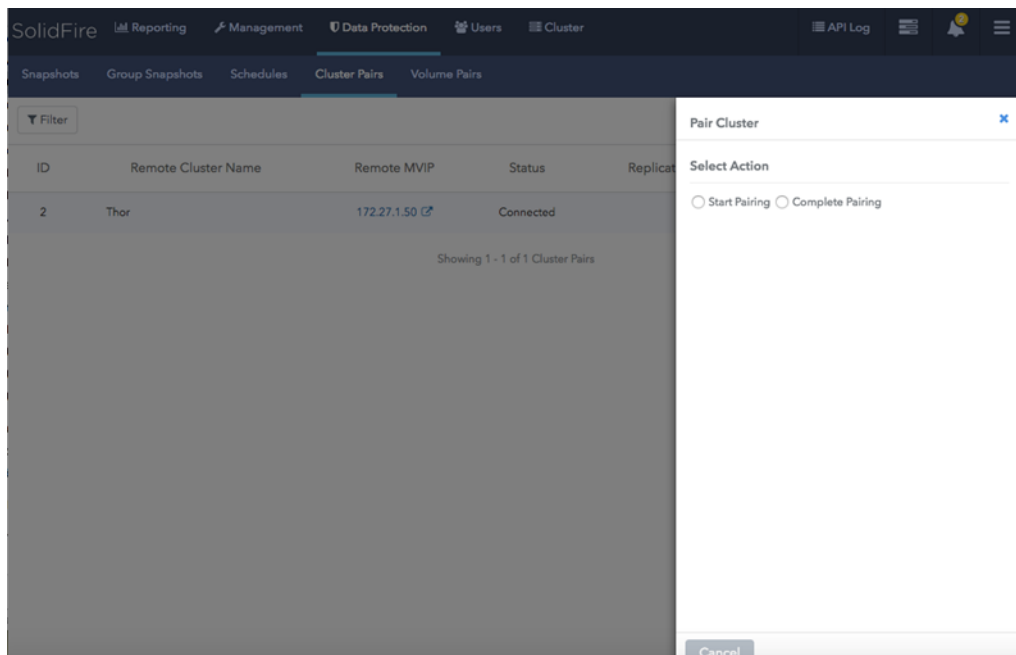 SolidFire Reporting Management Data Protection Users Cluster API Log 2
Snapshots Group Snapshots Schedules Cluster Pairs Volume Pairs
Filter
ID Remote Cluster Name Remote MVIP Status Replicat
2 Thor 172.27.1.50 Connected
Showing 1 - 1 of 1 Cluster Pairs
Pair Cluster
Select Action
Start Pairing Complete Pairing
Cancel